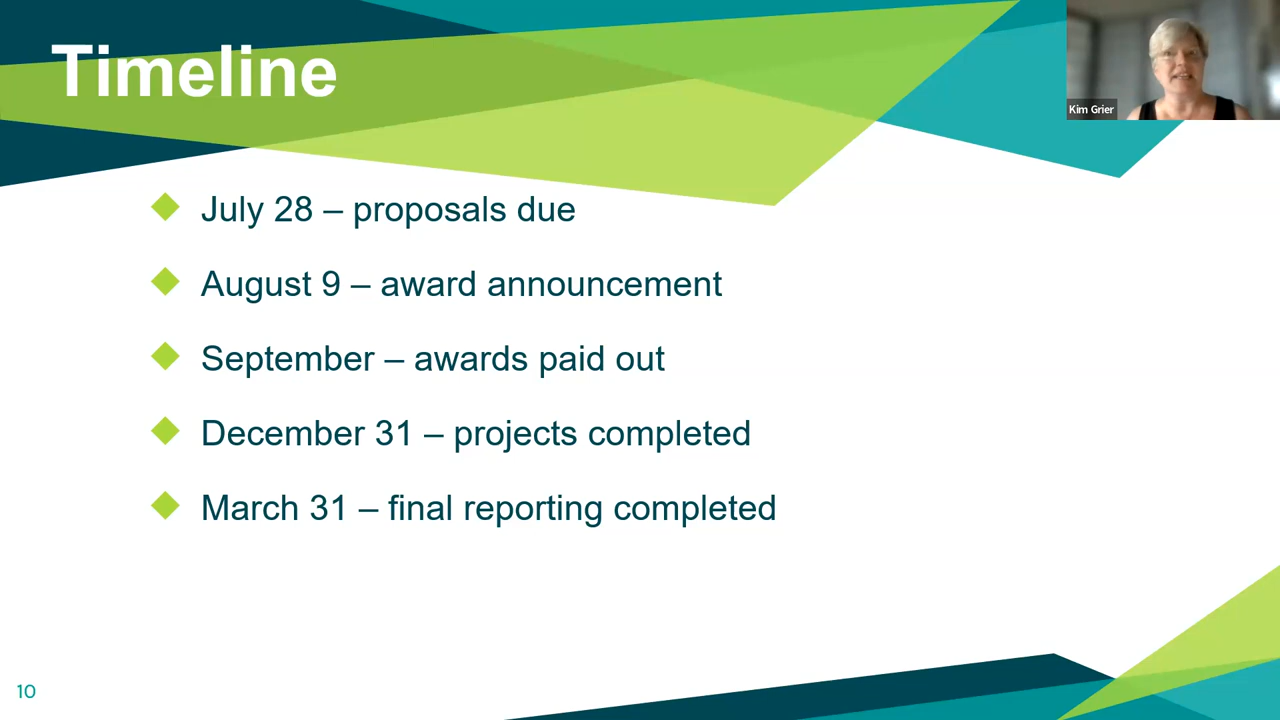 Timeline
Kim Grier
July 28 – proposals due
August 9 – award announcement
September – awards paid out
December 31 – projects completed
March 31 – final reporting completed
10